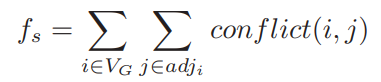 f_s = \sum_{i \in V_G} \sum_{j \in adj_i} conflict(i, j)